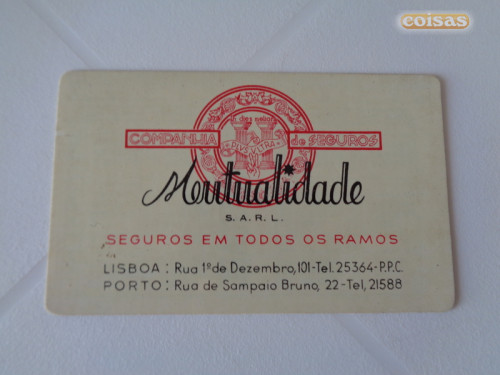 coisas
COMPANHIA de SEGUROS
Mutualidade
S. A. R. L.
SEGUROS EM TODOS OS RAMOS
LISBOA : Rua 1º de Dezembro, 101-Tel. 25364-P.P.C.
PORTO : Rua de Sampaio Bruno, 22-Tel, 21588